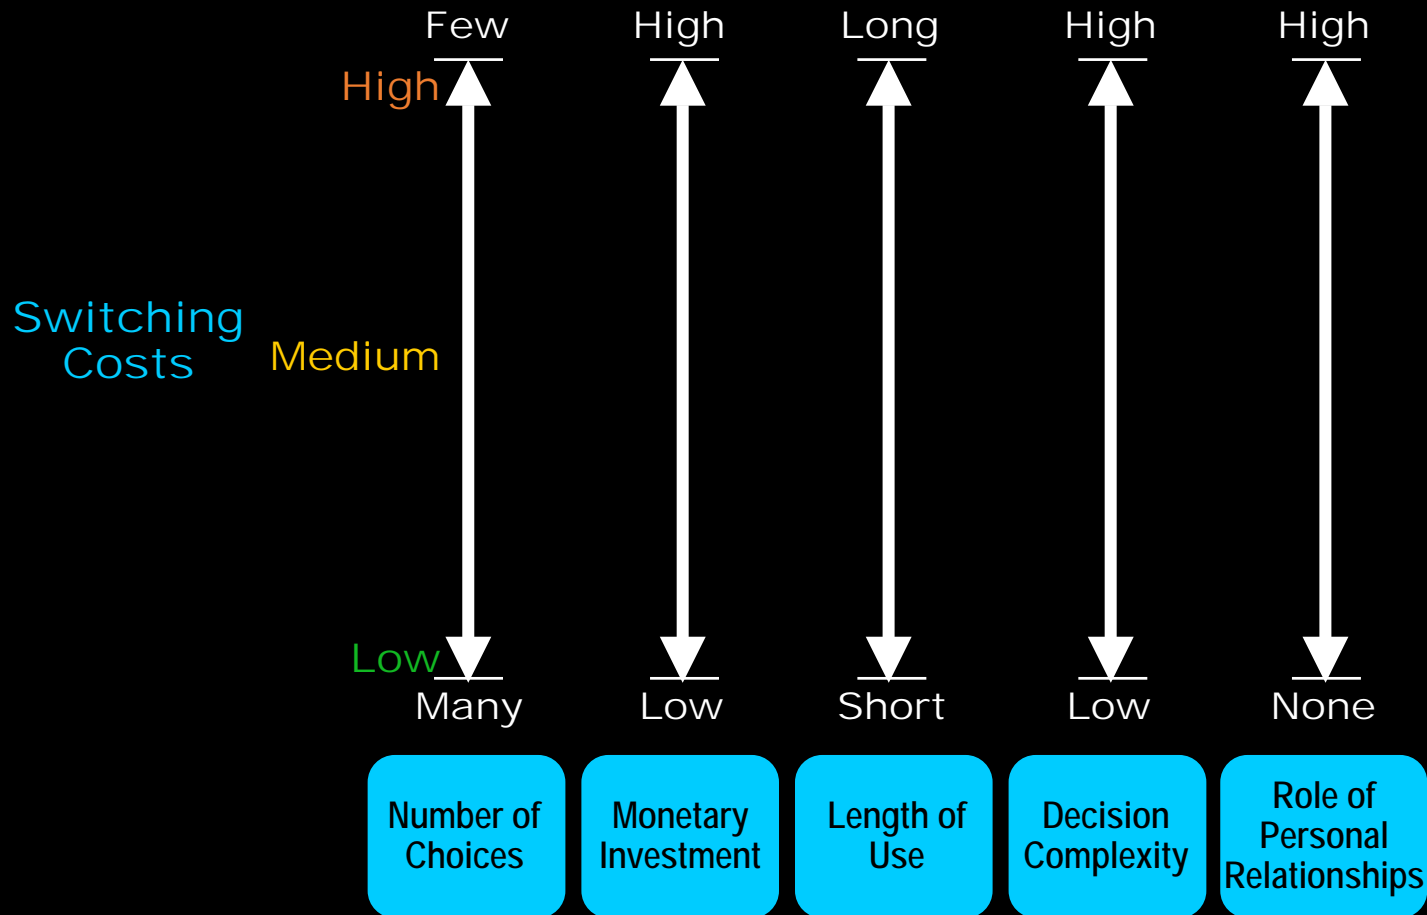 Few High Long High High
High
Switching
Costs
Medium
Low
Many Low Short Low None
Number of
Choices
Monetary
Investment
Length of
Use
Decision
Complexity
Role of
Personal
Relationships